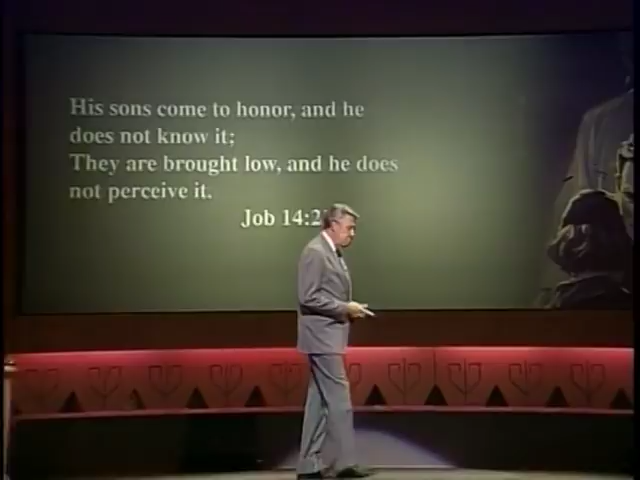 His sons come to honor, and he
does not know it;
They are brought low, and he does
not perceive it.
Job 14:2